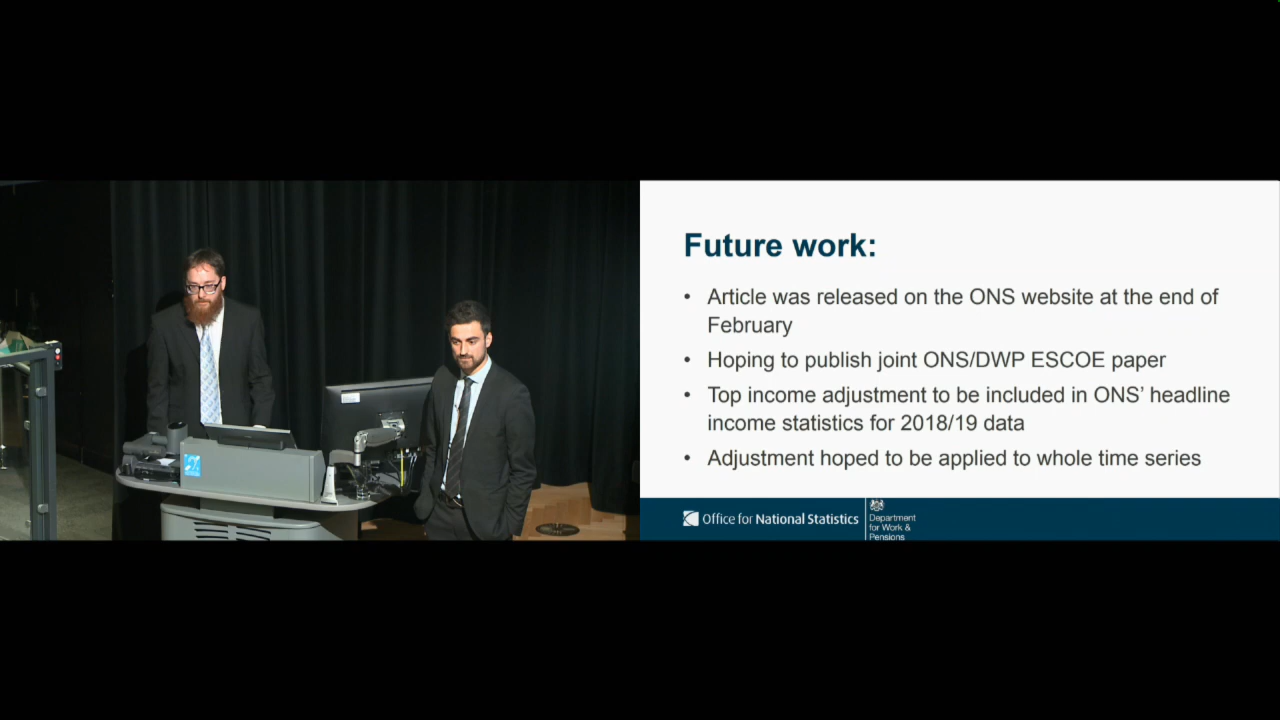 Future work:
• Article was released on the ONS website at the end of
February
• Hoping to publish joint ONS/DWP ESCOE paper
• Top income adjustment to be included in ONS’ headline
income statistics for 2018/19 data
• Adjustment hoped to be applied to whole time series
Office for National Statistics
Department
for Work &
Pensions